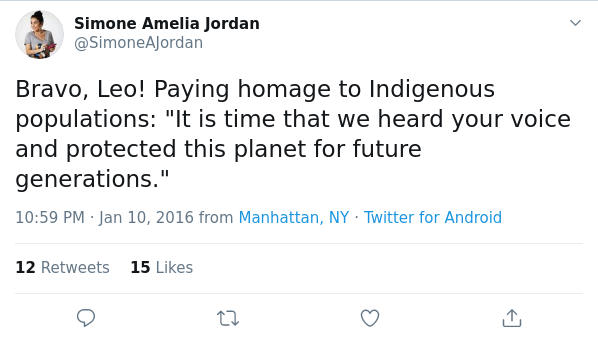 Simone Amelia Jordan
@SimoneAJordan
Bravo, Leo! Paying homage to Indigenous
populations: "It is time that we heard your voice
and protected this planet for future
generations."
10:59 PM · Jan 10, 2016 from Manhattan, NY · Twitter for Android
12 Retweets 15 Likes